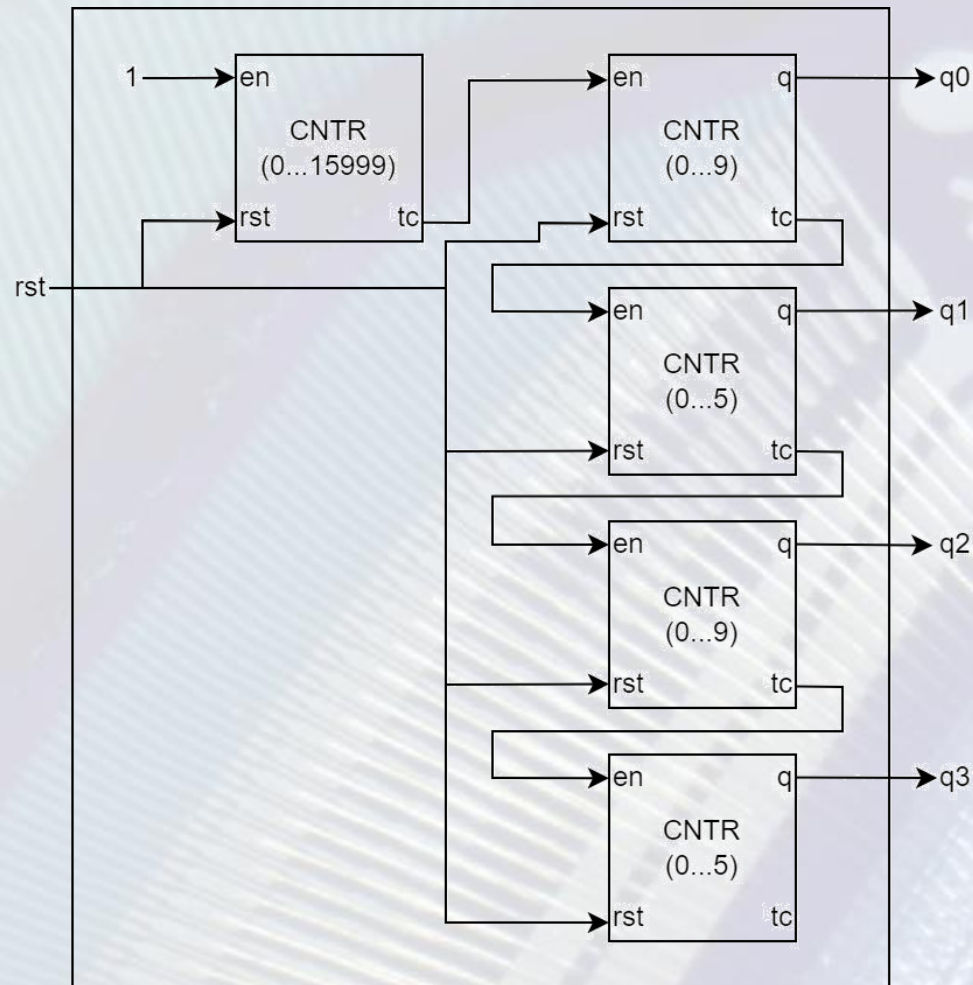 1
en
CNTR
(0...15999)
rst
tc
rst
en
q
q0
CNTR
(0...9)
rst
tc
en
q
q1
CNTR
(0...5)
rst
tc
en
q
q2
CNTR
(0...9)
rst
tc
en
q
q3
CNTR
(0...5)
rst
tc